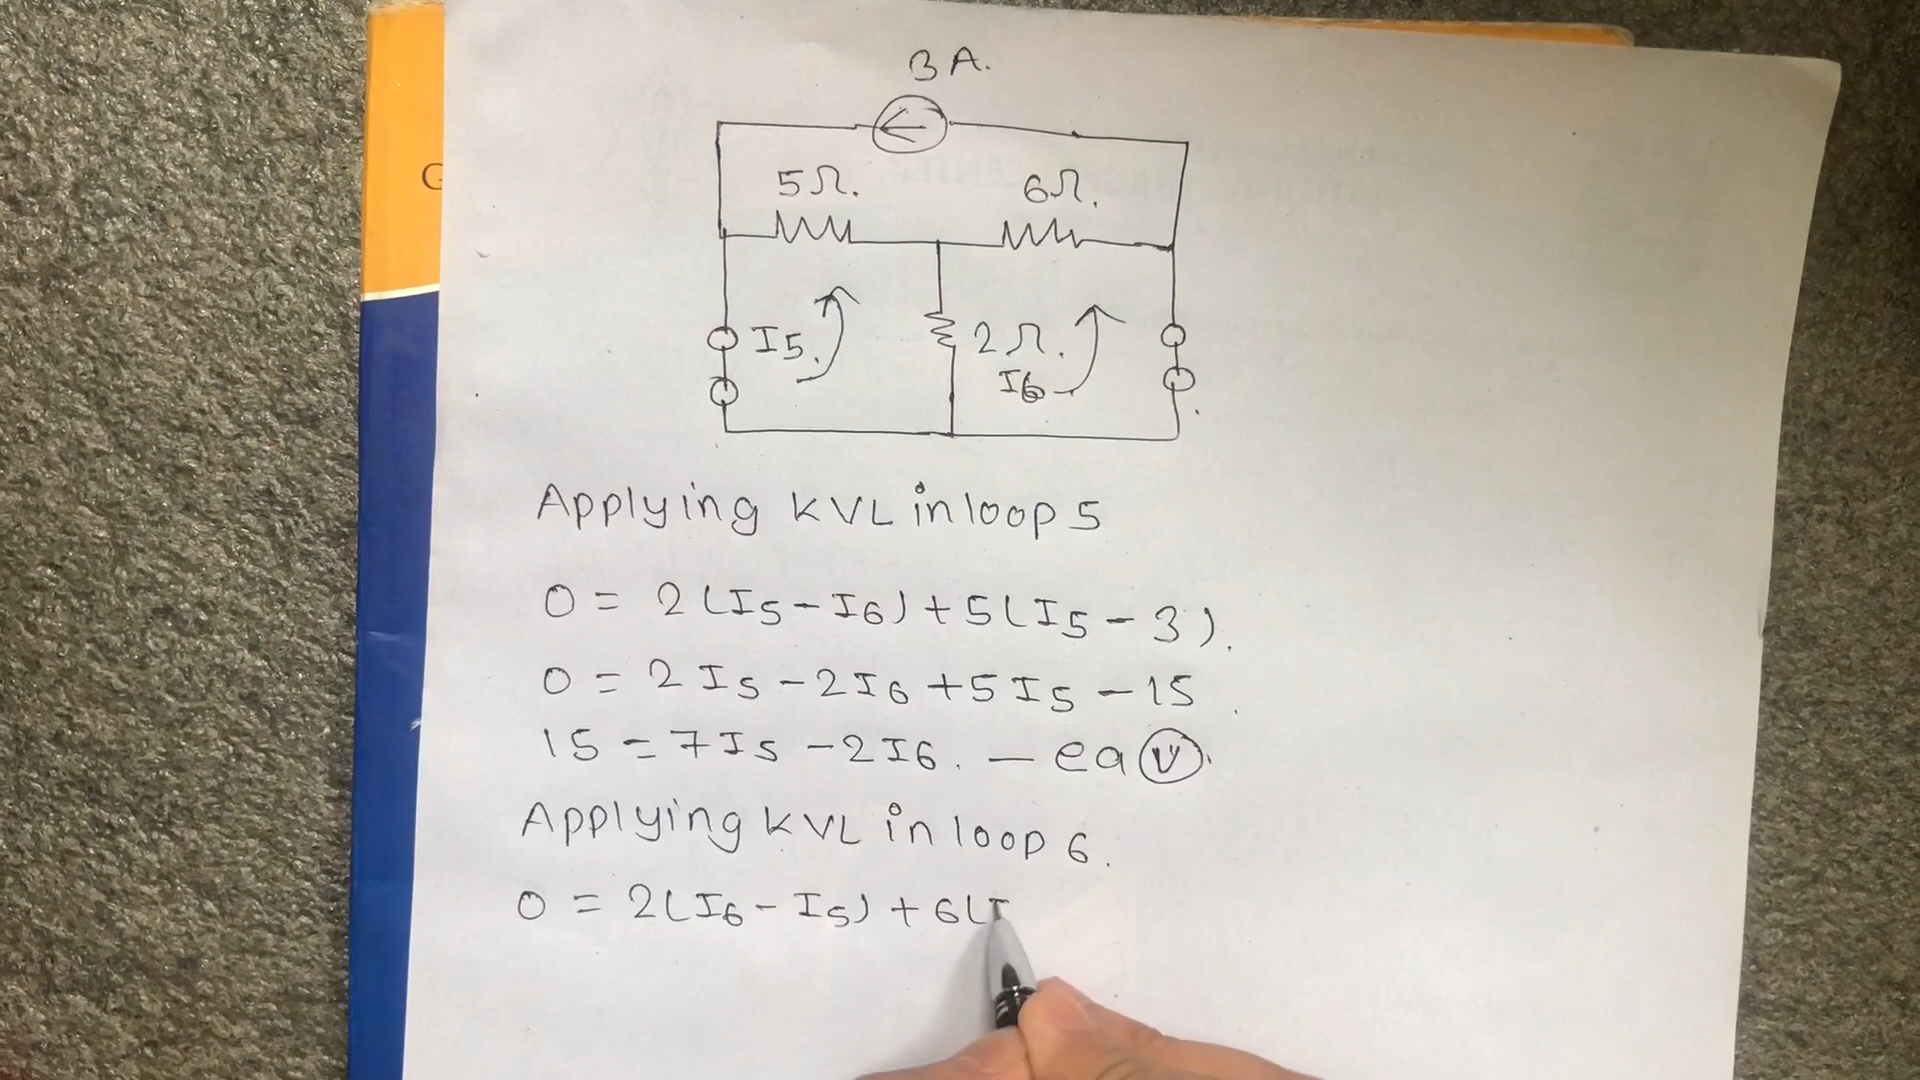 G
3 A.
5Ω. 6Ω.
I5. 2Ω.
I6
Applying KVL in loop 5
0 = 2(I5 - I6) + 5(I5 - 3).
0 = 2I5 - 2I6 + 5I5 - 15.
15 = 7I5 - 2I6. - eq V.
Applying KVL in loop 6.
0 = 2(I6 - I5) + 6(I